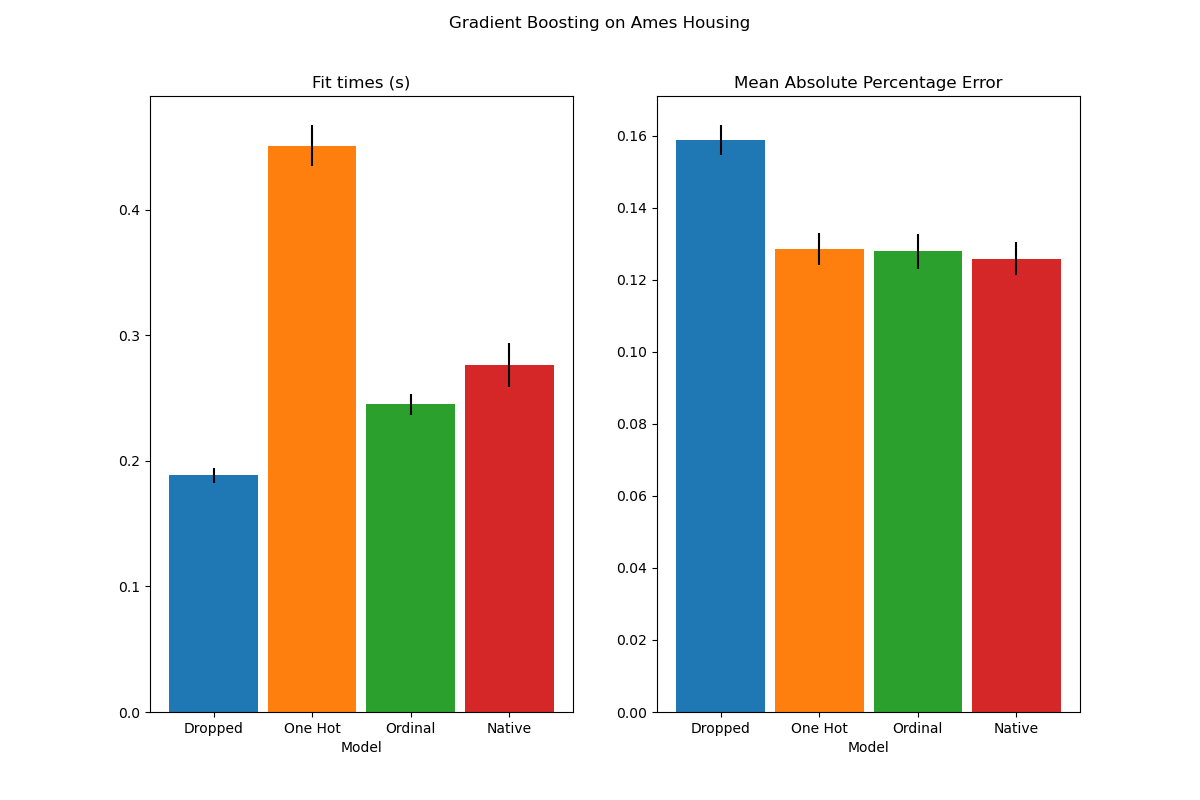 Gradient Boosting on Ames Housing
Fit times (s)
0.4
0.3
0.2
0.1
0.0
Dropped One Hot Ordinal Native
Model
Mean Absolute Percentage Error
0.16
0.14
0.12
0.10
0.08
0.06
0.04
0.02
0.00
Dropped One Hot Ordinal Native
Model